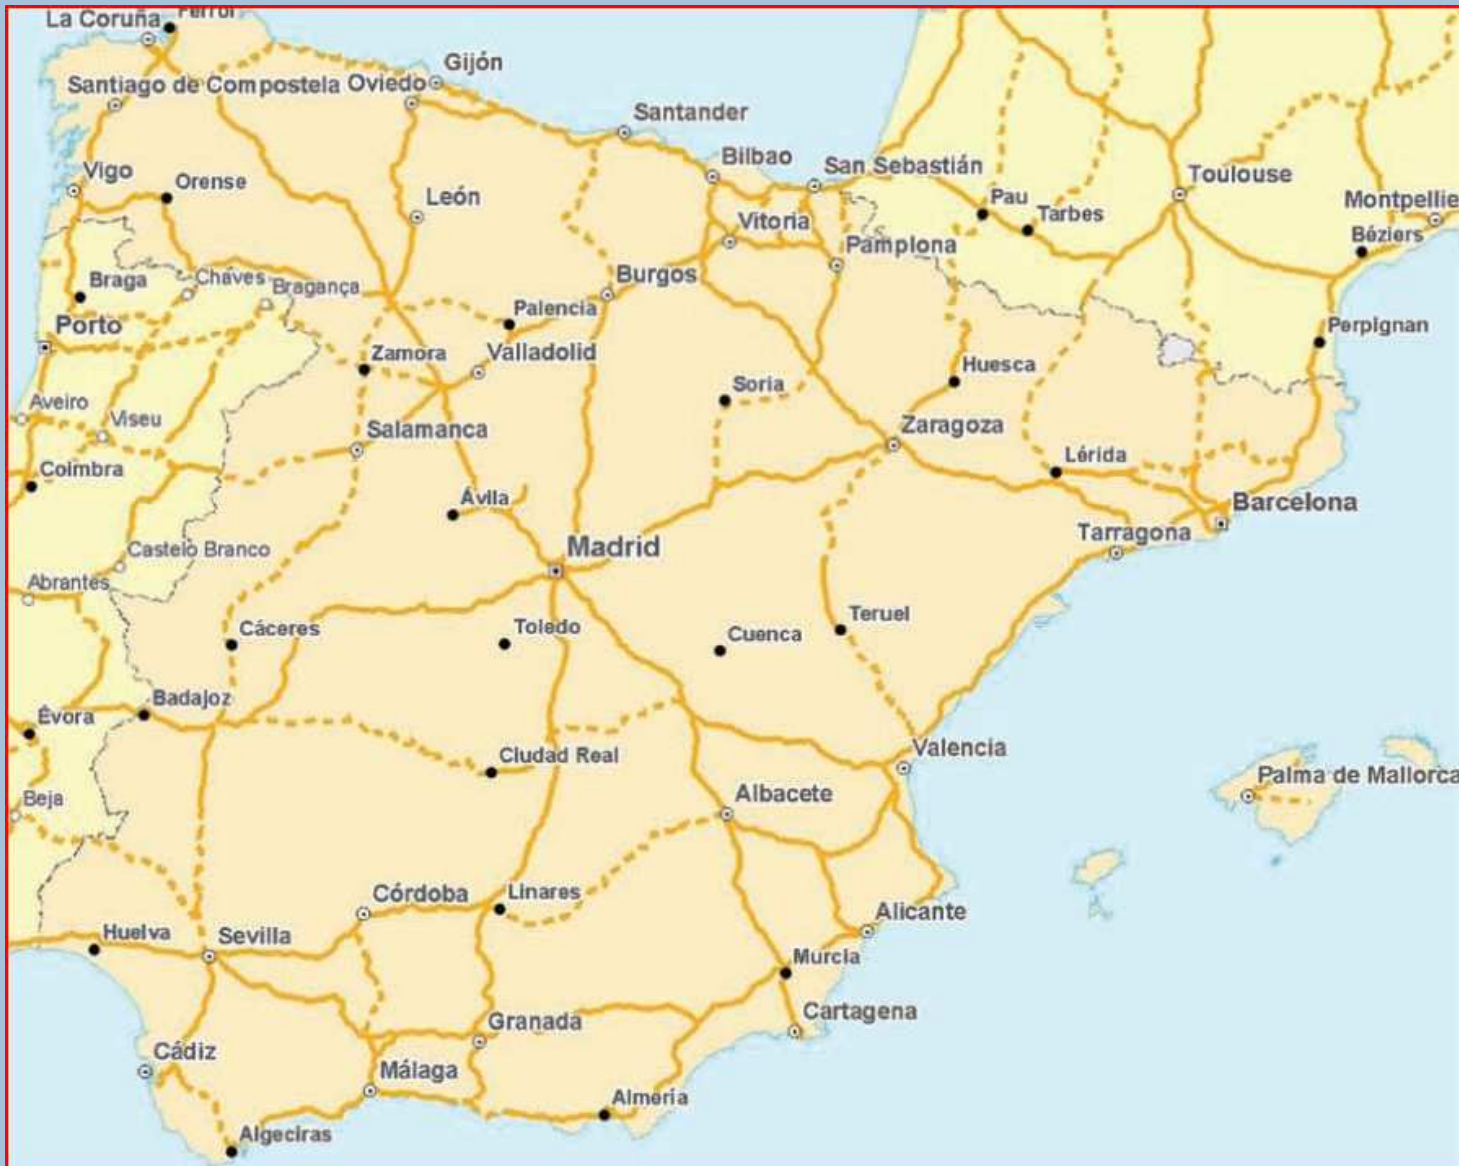 La Coruña
Ferrol
Gijón
Santiago de Compostela
Oviedo
Santander
Bilbao
San Sebastián
Toulouse
Vigo
Orense
León
Pau
Tarbes
Montpellie
Vitoria
Pamplona
Béziers
Braga
Cháves
Bragança
Burgos
Palencia
Porto
Perpignan
Zamora
Valladolid
Huesca
Soria
Aveiro
Viseu
Salamanca
Zaragoza
Coimbra
Lérida
Ávila
Barcelona
Castelo Branco
Madrid
Tarragona
Abrantes
Cáceres
Toledo
Cuenca
Teruel
Badajoz
Évora
Ciudad Real
Valencia
Palma de Mallorca
Beja
Albacete
Córdoba
Linares
Alicante
Huelva
Sevilla
Murcia
Cartagena
Granada
Cádiz
Málaga
Almería
Algeciras